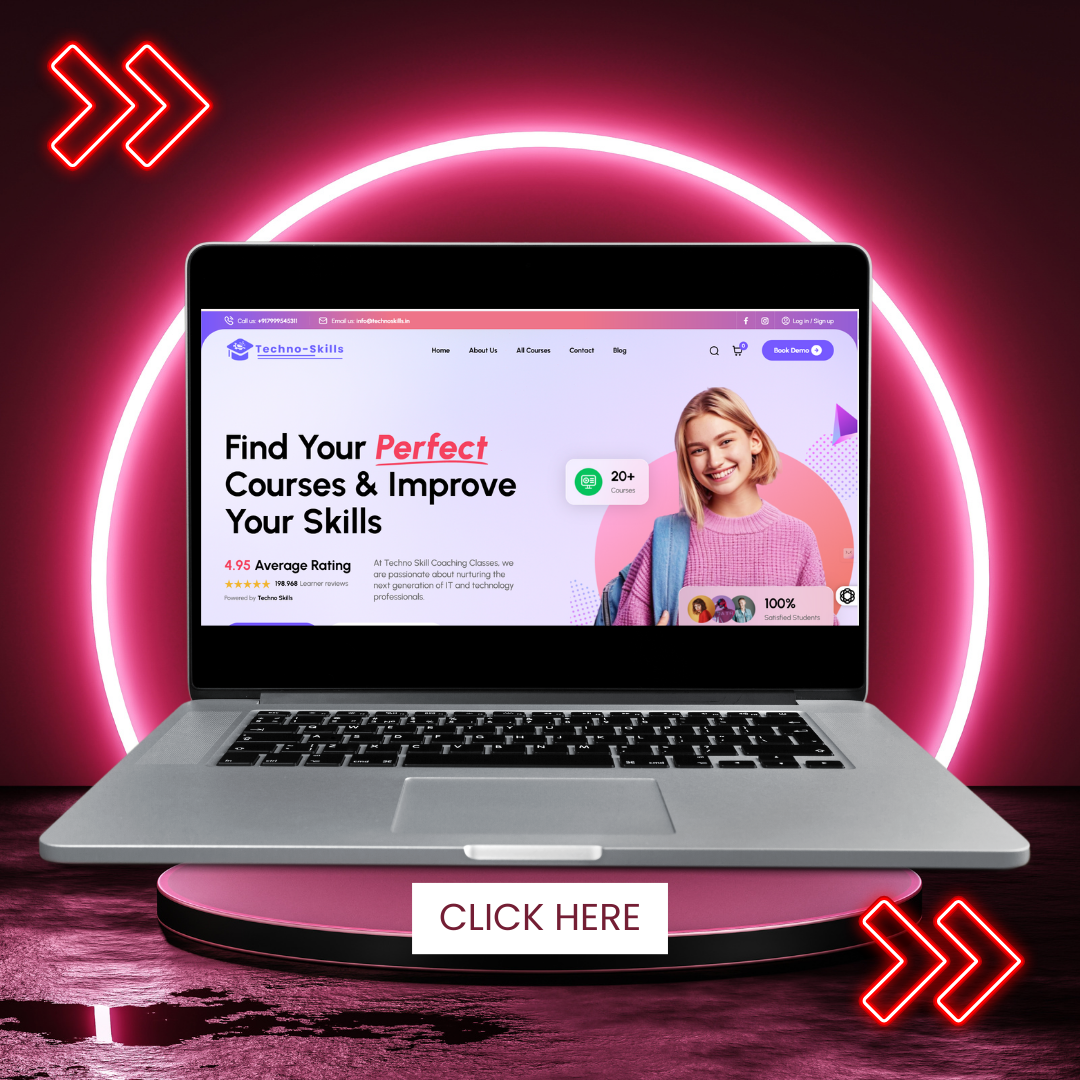 Call us: +917999545311 Email us: info@technoskills.in Log in / Sign up
Techno-Skills Home About Us All Courses Contact Blog 0 Book Demo
Find Your Perfect
Courses & Improve
Your Skills
20+
Courses
4.95 Average Rating
198.968 Learner reviews
Powered by Techno Skills
At Techno Skill Coaching Classes, we
are passionate about nurturing the
next generation of IT and technology
professionals.
100%
Satisfied Students
CLICK HERE